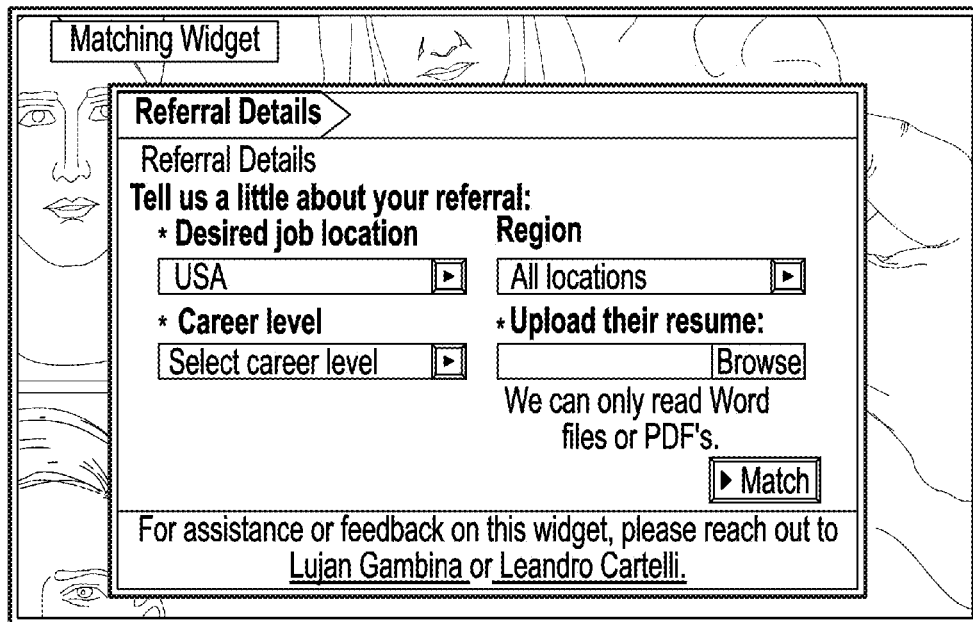 Matching Widget
Referral Details
Referral Details
Tell us a little about your referral:
* Desired job location
Region
USA
All locations
* Career level
* Upload their resume:
Select career level
Browse
We can only read Word
files or PDF's.
Match
For assistance or feedback on this widget, please reach out to
Lujan Gambina or Leandro Cartelli.